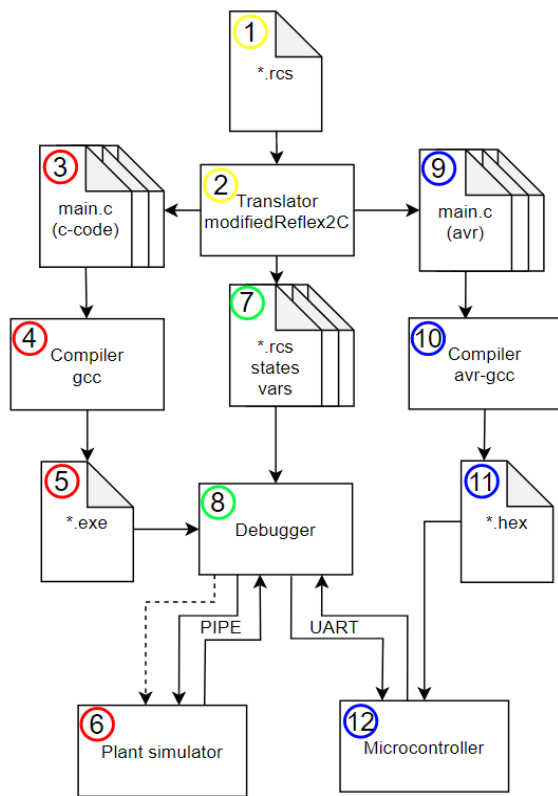 1
*.rcs
3
main.c
(c-code)
2
Translator
modifiedReflex2C
9
main.c
(avr)
4
Compiler
gcc
7
*.rcs
states
vars
10
Compiler
avr-gcc
5
*.exe
8
Debugger
11
*.hex
PIPE
UART
6
Plant simulator
12
Microcontroller